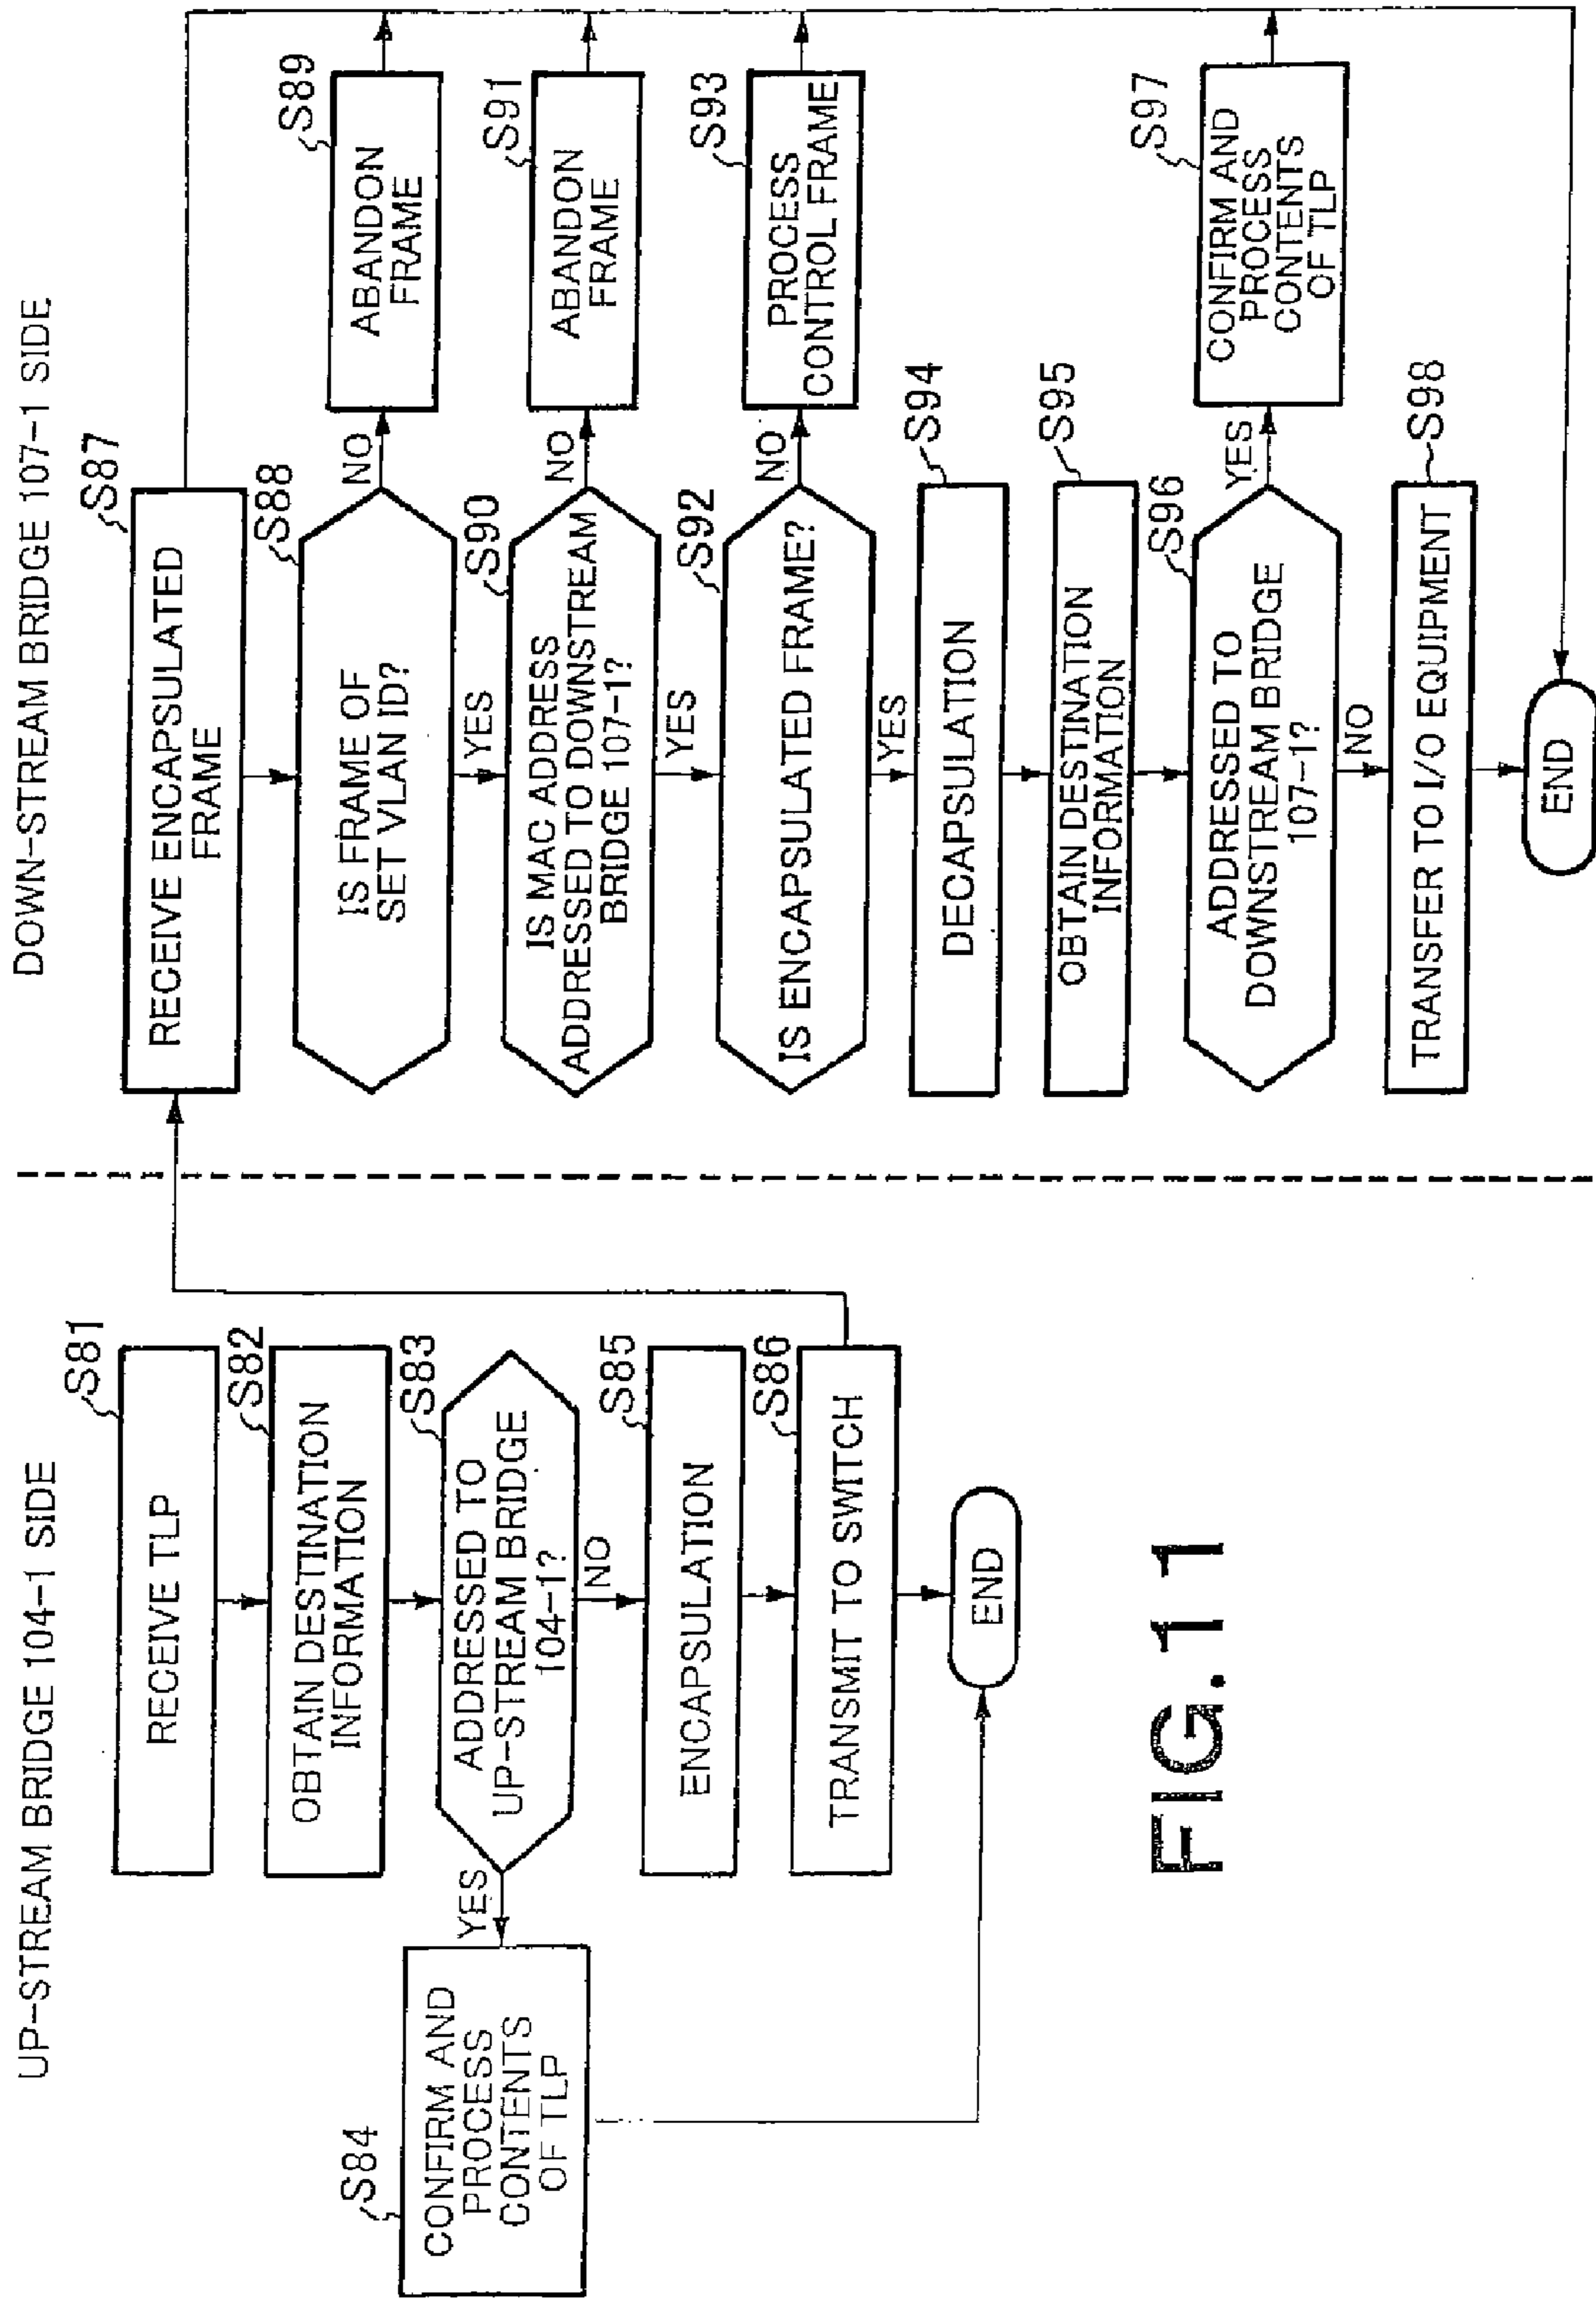 UP-STREAM BRIDGE 104-1 SIDE
S81
RECEIVE TLP
S82
OBTAIN DESTINATION
INFORMATION
S83
ADDRESSED TO
UP-STREAM BRIDGE
104-1?
YES
NO
S84
CONFIRM AND
PROCESS
CONTENTS
OF TLP
S85
ENCAPSULATION
S86
TRANSMIT TO SWITCH
END
DOWN-STREAM BRIDGE 107-1 SIDE
S87
RECEIVE ENCAPSULATED
FRAME
S88
IS FRAME OF
SET VLAN ID?
NO
YES
S89
ABANDON
FRAME
S90
IS MAC ADDRESS
ADDRESSED TO DOWNSTREAM
BRIDGE 107-1?
NO
YES
S91
ABANDON
FRAME
S92
IS ENCAPSULATED FRAME?
NO
YES
S93
PROCESS
CONTROL FRAME
S94
DECAPSULATION
S95
OBTAIN DESTINATION
INFORMATION
S96
ADDRESSED TO
DOWNSTREAM BRIDGE
107-1?
YES
NO
S97
CONFIRM AND
PROCESS
CONTENTS
OF TLP
S98
TRANSFER TO I/O EQUIPMENT
END
FIG.11